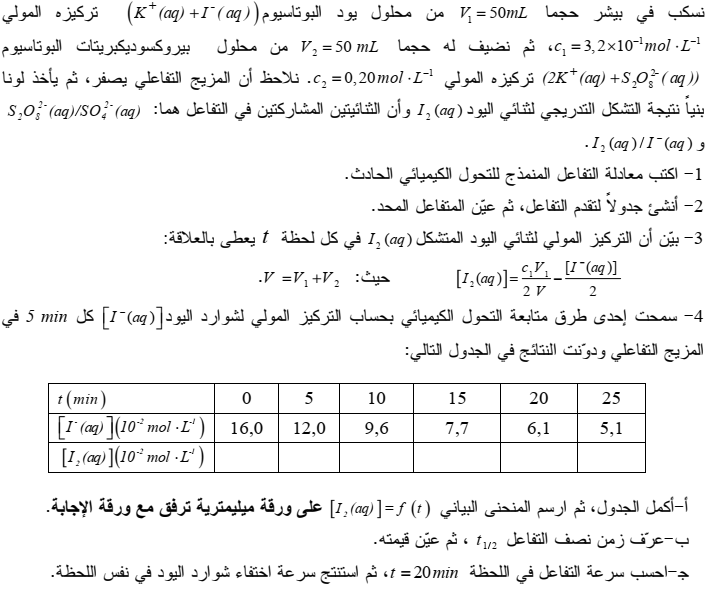 نسكب في بيشر حجما V₁ = 50mL من محلول يود البوتاسيوم (K⁺(aq) + I⁻(aq)) تركيزه المولي
c₁ = 3,2×10⁻¹mol·L⁻¹، ثم نضيف له حجما V₂ = 50 mL من محلول بيروكسوديكبريتات البوتاسيوم
(2K⁺(aq) + S₂O₈²⁻(aq)) تركيزه المولي c₂ = 0,20mol·L⁻¹. نلاحظ أن المزيج التفاعلي يصفر، ثم يأخذ لونا
بنياً نتيجة التشكل التدريجي لثنائي اليود I₂(aq) وأن الثنائيتين المشاركتين في التفاعل هما: S₂O₈²⁻(aq)/SO₄²⁻(aq)
و I₂(aq)/I⁻(aq).
1- اكتب معادلة التفاعل المنمذج للتحول الكيميائي الحادث.
2- أنشئ جدولاً لتقدم التفاعل، ثم عيّن المتفاعل المحد.
3- بيّن أن التركيز المولي لثنائي اليود المتشكل I₂(aq) في كل لحظة t يعطى بالعلاقة:
[I₂(aq)] = c₁V₁/2V − [I⁻(aq)]/2 حيث: V = V₁ + V₂.
4- سمحت إحدى طرق متابعة التحول الكيميائي بحساب التركيز المولي لشوارد اليود [I⁻(aq)] كل 5 min في
المزيج التفاعلي ودوّنت النتائج في الجدول التالي:
t(min) 0 5 10 15 20 25
[I⁻(aq)](10⁻² mol·L⁻¹) 16,0 12,0 9,6 7,7 6,1 5,1
[I₂(aq)](10⁻² mol·L⁻¹)
أ-أكمل الجدول، ثم ارسم المنحنى البياني [I₂(aq)] = f(t) على ورقة ميليمترية ترفق مع ورقة الإجابة.
ب-عرّف زمن نصف التفاعل t₁/₂ ، ثم عيّن قيمته.
ج-احسب سرعة التفاعل في اللحظة t = 20min، ثم استنتج سرعة اختفاء شوارد اليود في نفس اللحظة.